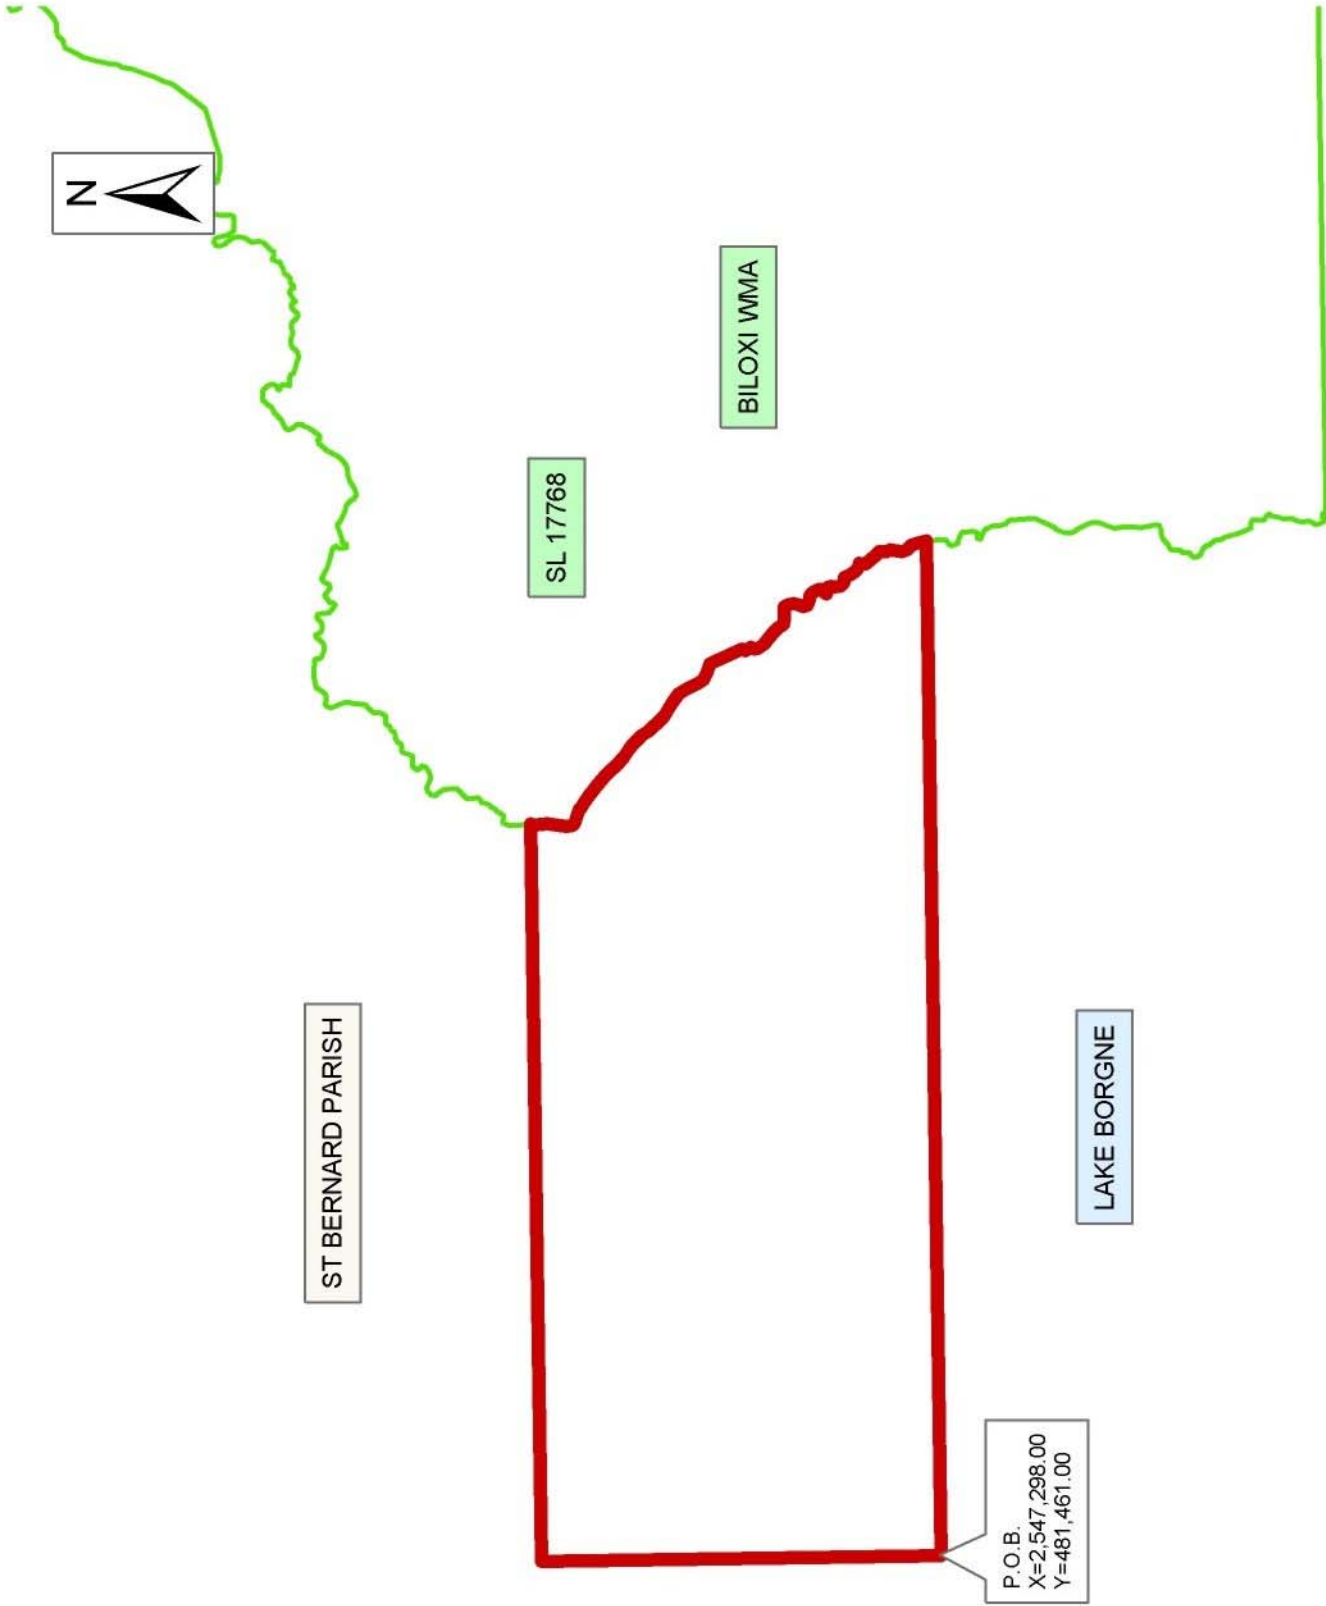 N
ST BERNARD PARISH
SL 17768
BILOXI WMA
LAKE BORGNE
P.O.B.
X=2,547,298.00
Y=481,461.00